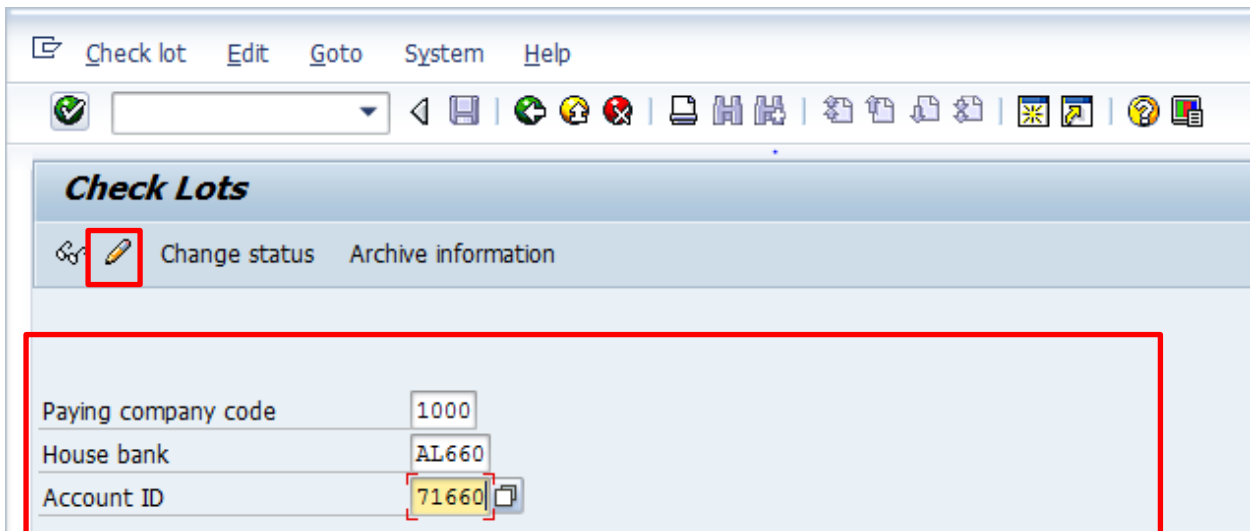 Check lot Edit Goto System Help
Check Lots
Change status Archive information
Paying company code 1000
House bank AL660
Account ID 71660